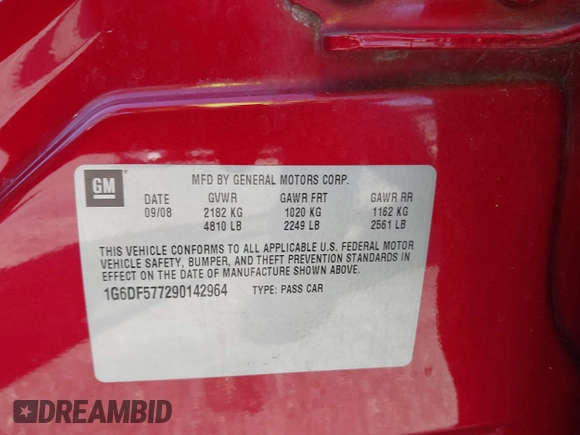 GM
MFD BY GENERAL MOTORS CORP.
DATE GVWR GAWR FRT GAWR RR
09/08 2182 KG 1020 KG 1162 KG
4810 LB 2249 LB 2561 LB
THIS VEHICLE CONFORMS TO ALL APPLICABLE U.S. FEDERAL MOTOR
VEHICLE SAFETY, BUMPER, AND THEFT PREVENTION STANDARDS IN
EFFECT ON THE DATE OF MANUFACTURE SHOWN ABOVE.
1G6DF577290142964 TYPE: PASS CAR
DREAMBID